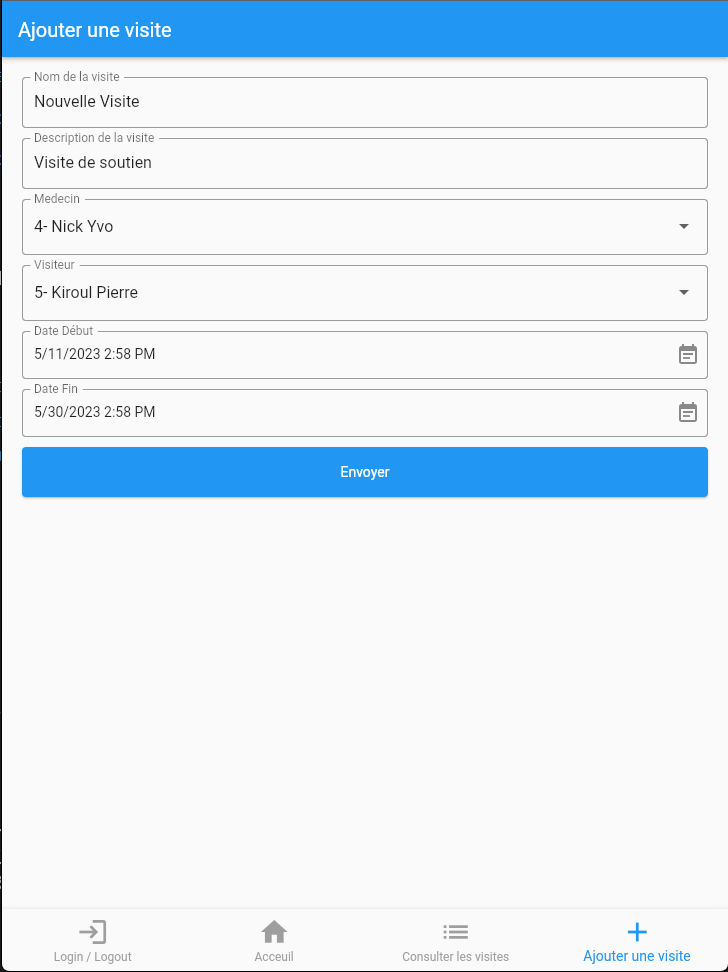 Ajouter une visite
Nom de la visite
Nouvelle Visite
Description de la visite
Visite de soutien
Medecin
4- Nick Yvo
Visiteur
5- Kiroul Pierre
Date Début
5/11/2023 2:58 PM
Date Fin
5/30/2023 2:58 PM
Envoyer
Login / Logout
Acceuil
Consulter les visites
Ajouter une visite